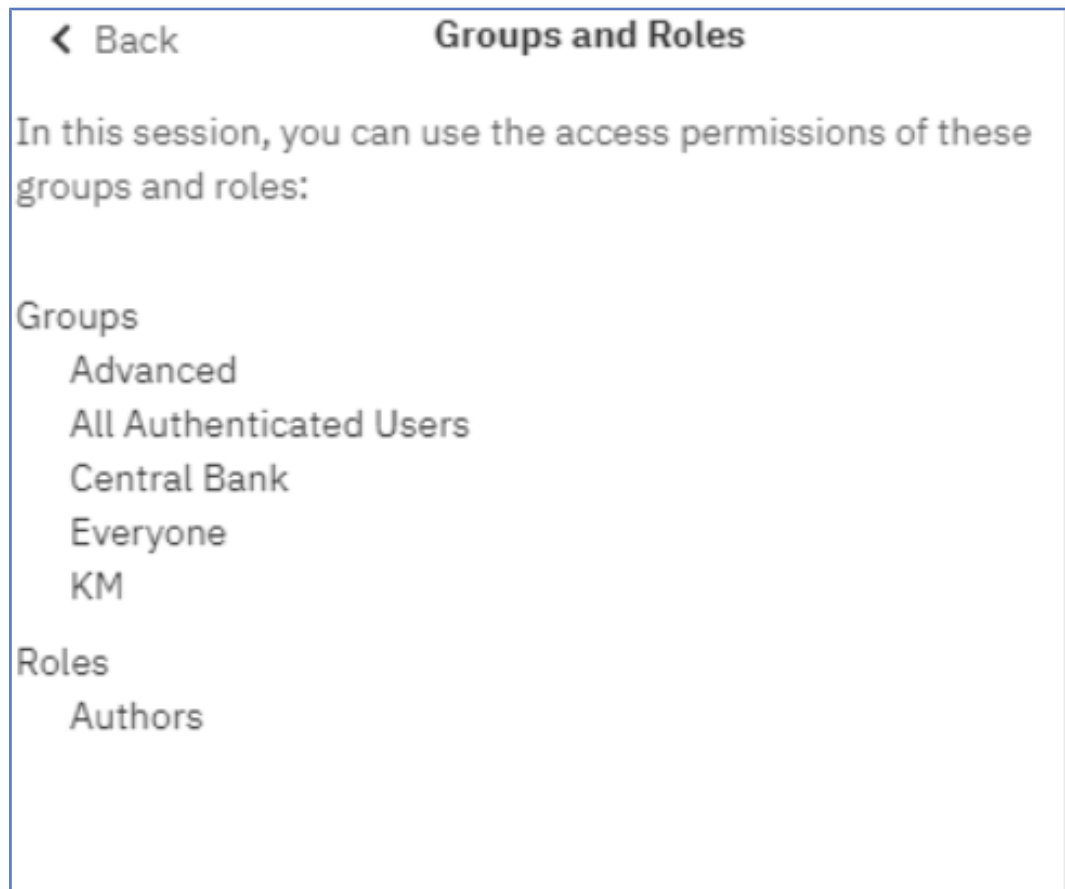 Back
Groups and Roles
In this session, you can use the access permissions of these
groups and roles:
Groups
Advanced
All Authenticated Users
Central Bank
Everyone
KM
Roles
Authors